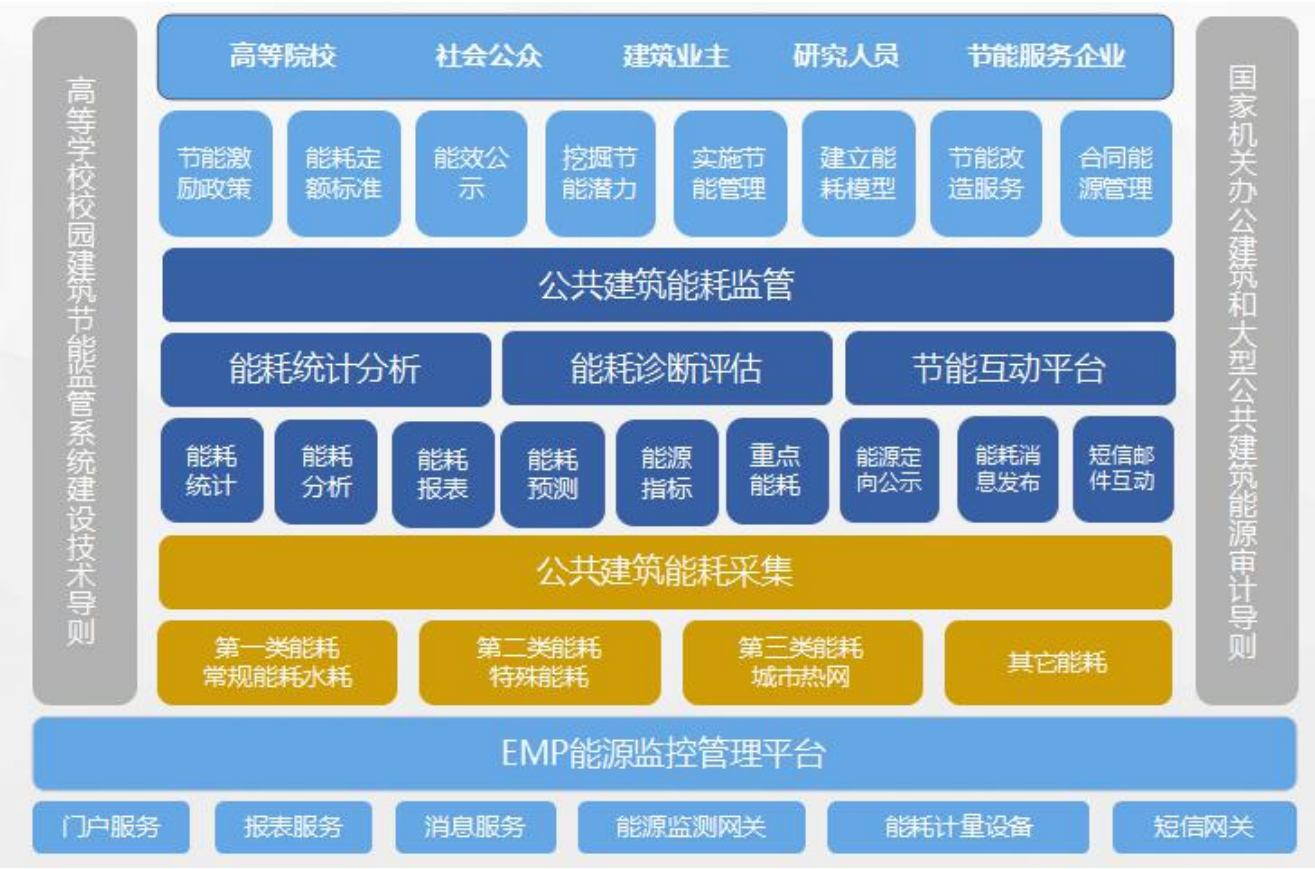 高等学校校园建筑节能监管系统建设技术导则
高等院校 社会公众 建筑业主 研究人员 节能服务企业
节能激
励政策
能耗定
额标准
能效公
示
挖掘节
能潜力
实施节
能管理
建立能
耗模型
节能改
造服务
合同能
源管理
公共建筑能耗监管
能耗统计分析
能耗诊断评估
节能互动平台
能耗
统计
能耗
分析
能耗
报表
能耗
预测
能源
指标
重点
能耗
能源定
向公示
能耗消
息发布
短信邮
件互动
公共建筑能耗采集
第一类能耗
常规能耗水耗
第二类能耗
特殊能耗
第三类能耗
城市热网
其它能耗
国家机关办公建筑和大型公共建筑能源审计导则
EMP能源监控管理平台
门户服务
报表服务
消息服务
能源监测网关
能耗计量设备
短信网关